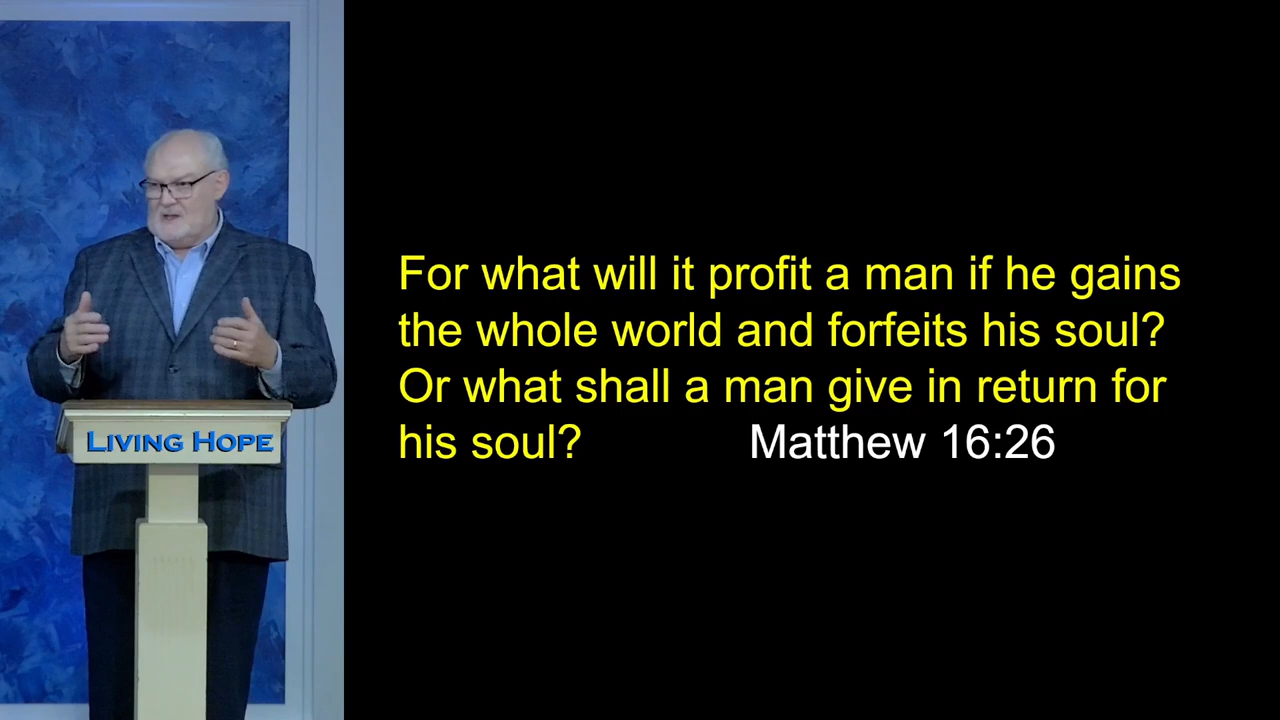 LIVING HOPE
For what will it profit a man if he gains
the whole world and forfeits his soul?
Or what shall a man give in return for
his soul? Matthew 16:26